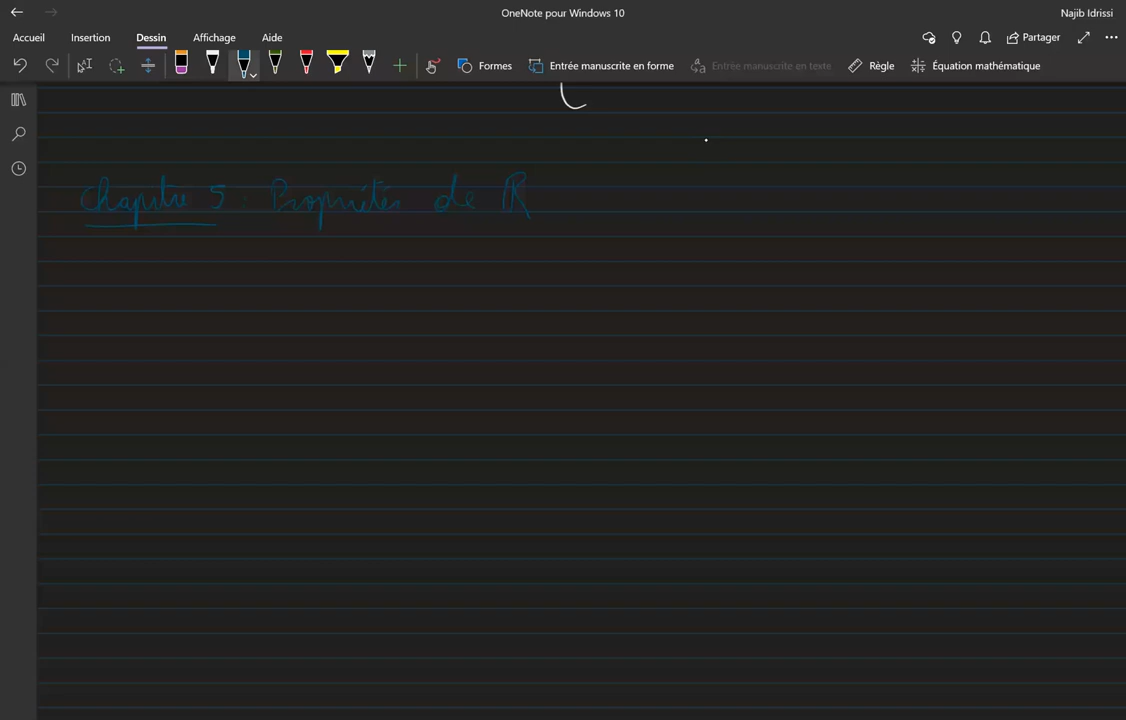 OneNote pour Windows 10
Najib Idrissi
Accueil Insertion Dessin Affichage Aide
Partager
Formes Entrée manuscrite en forme Entrée manuscrite en texte Règle Équation mathématique
Chapitre 5 : Propriétés de ℝ